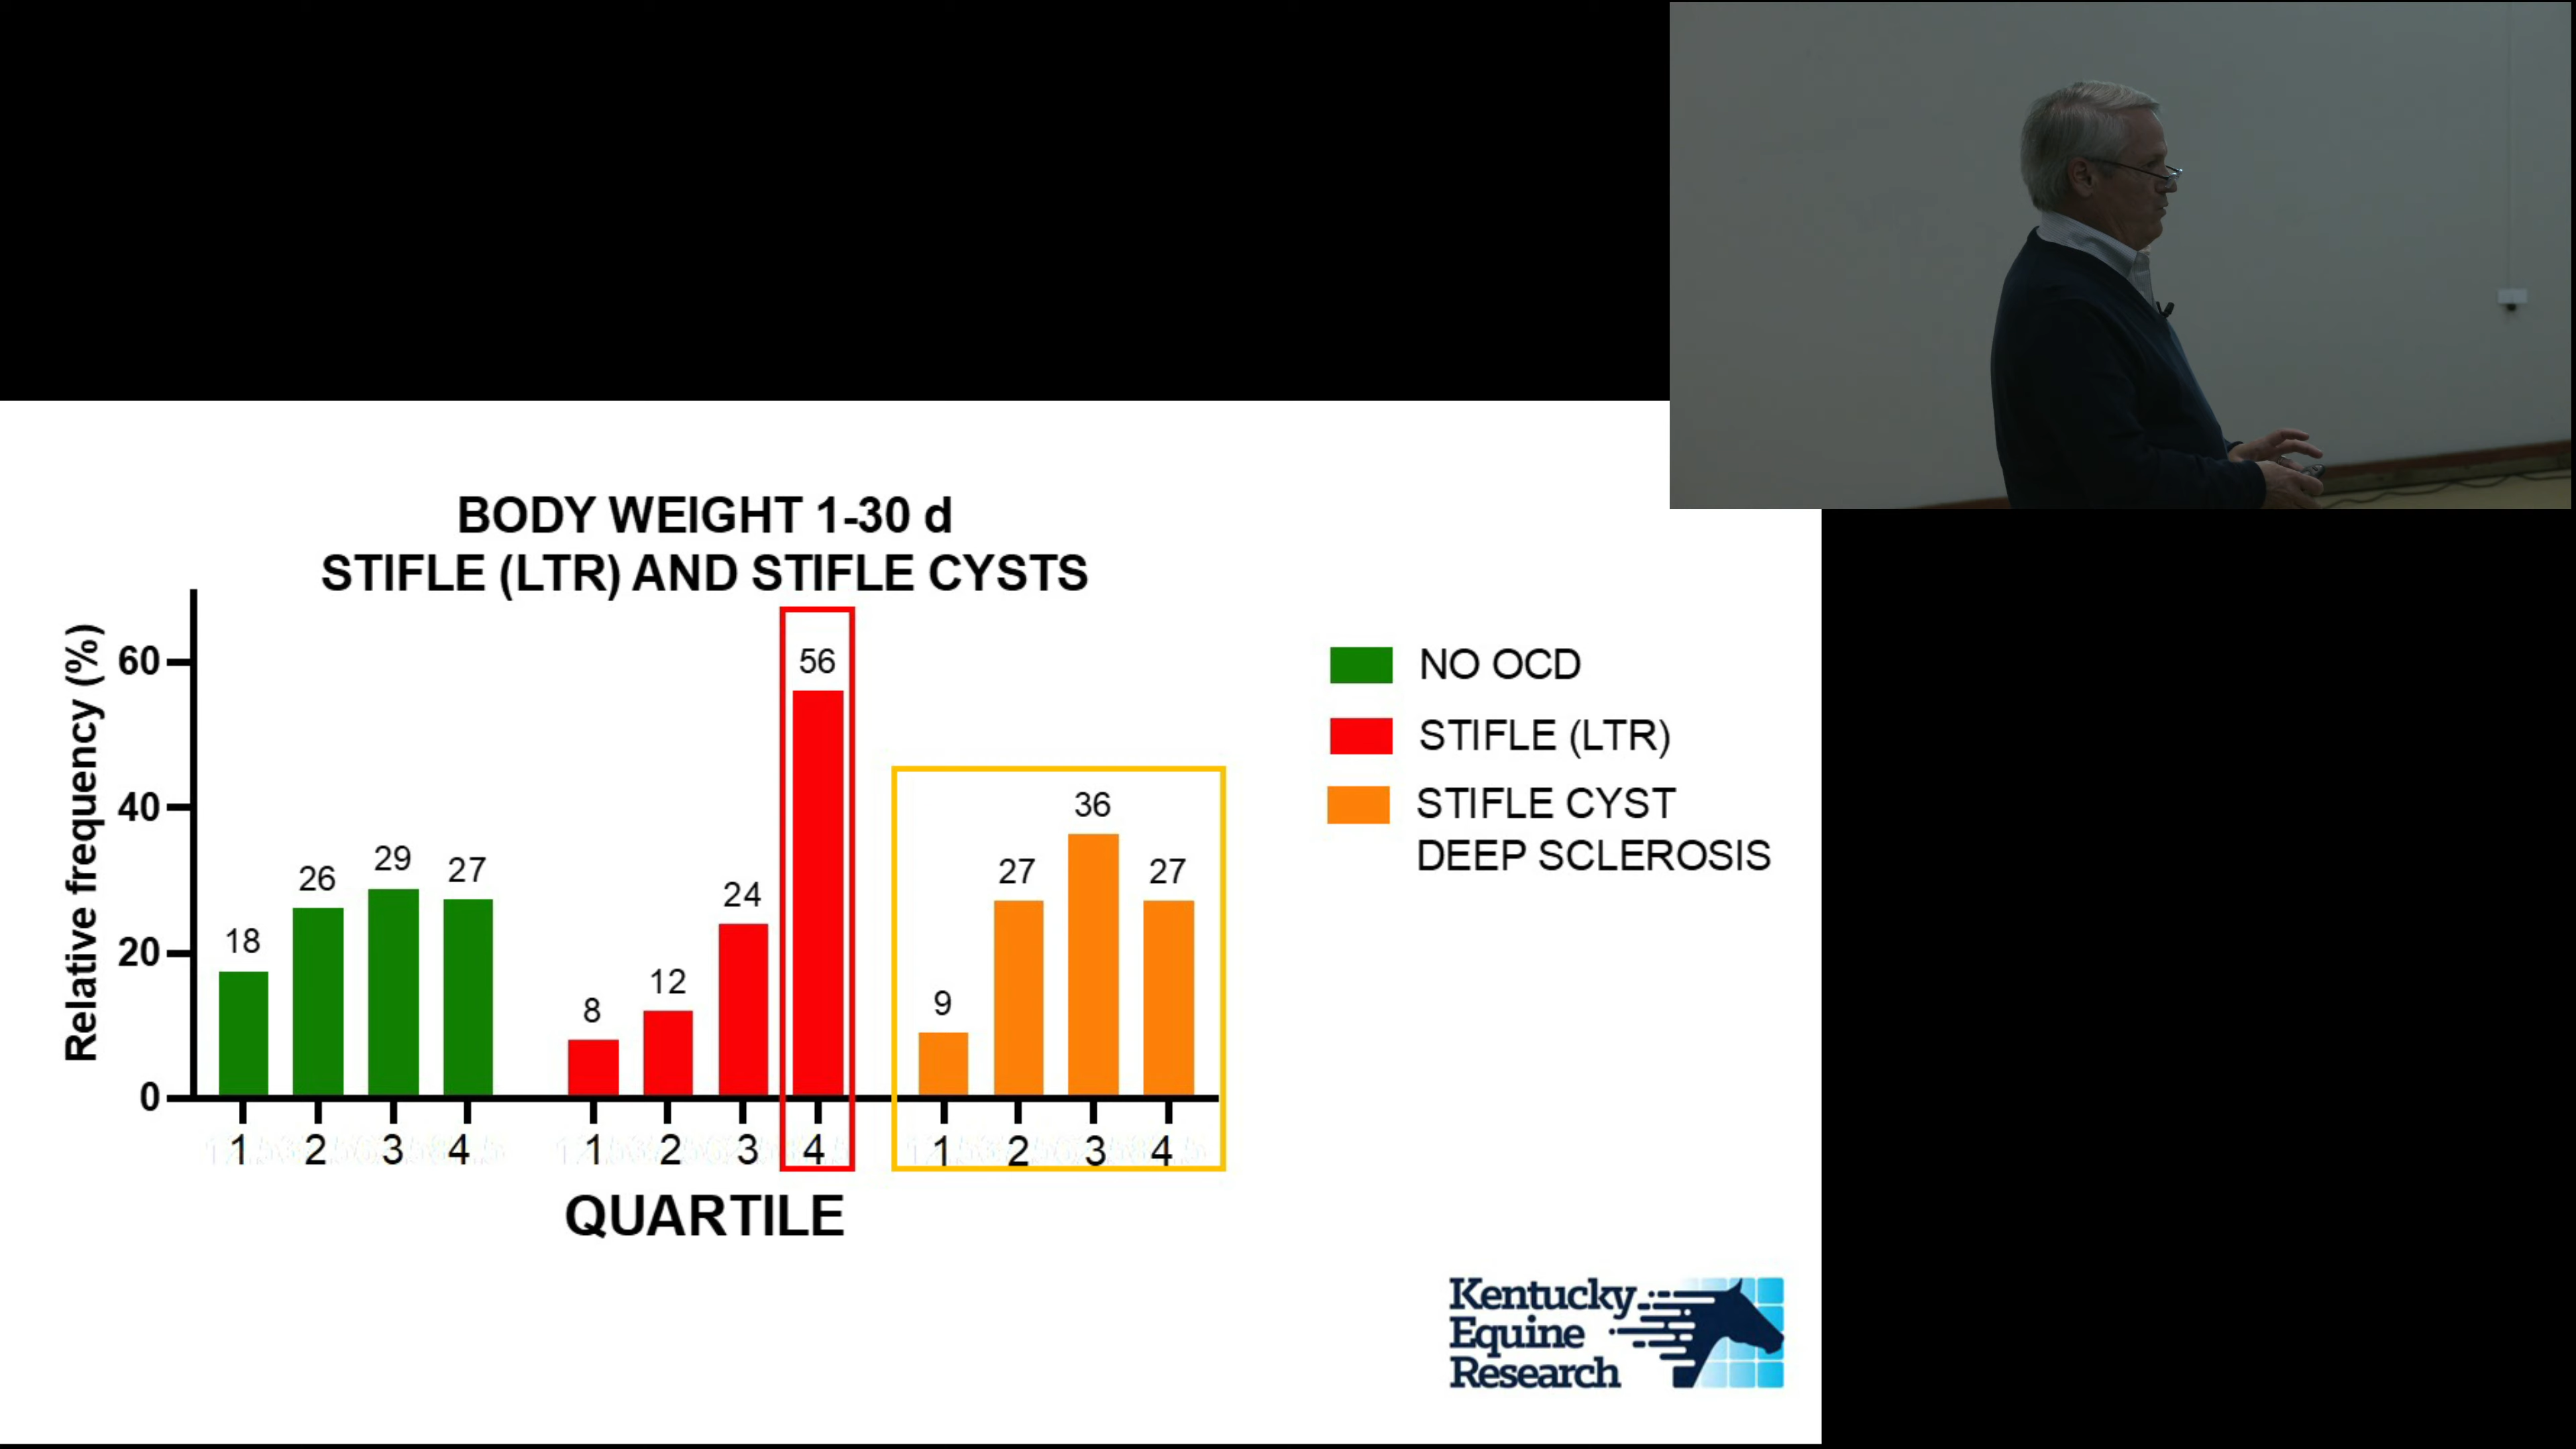 BODY WEIGHT 1-30 d
STIFLE (LTR) AND STIFLE CYSTS
Relative frequency (%)
60
40
20
0
18
26
29
27
8
12
24
56
9
27
36
27
1 2 3 4 1 2 3 4 1 2 3 4
QUARTILE
NO OCD
STIFLE (LTR)
STIFLE CYST
DEEP SCLEROSIS
Kentucky
Equine
Research